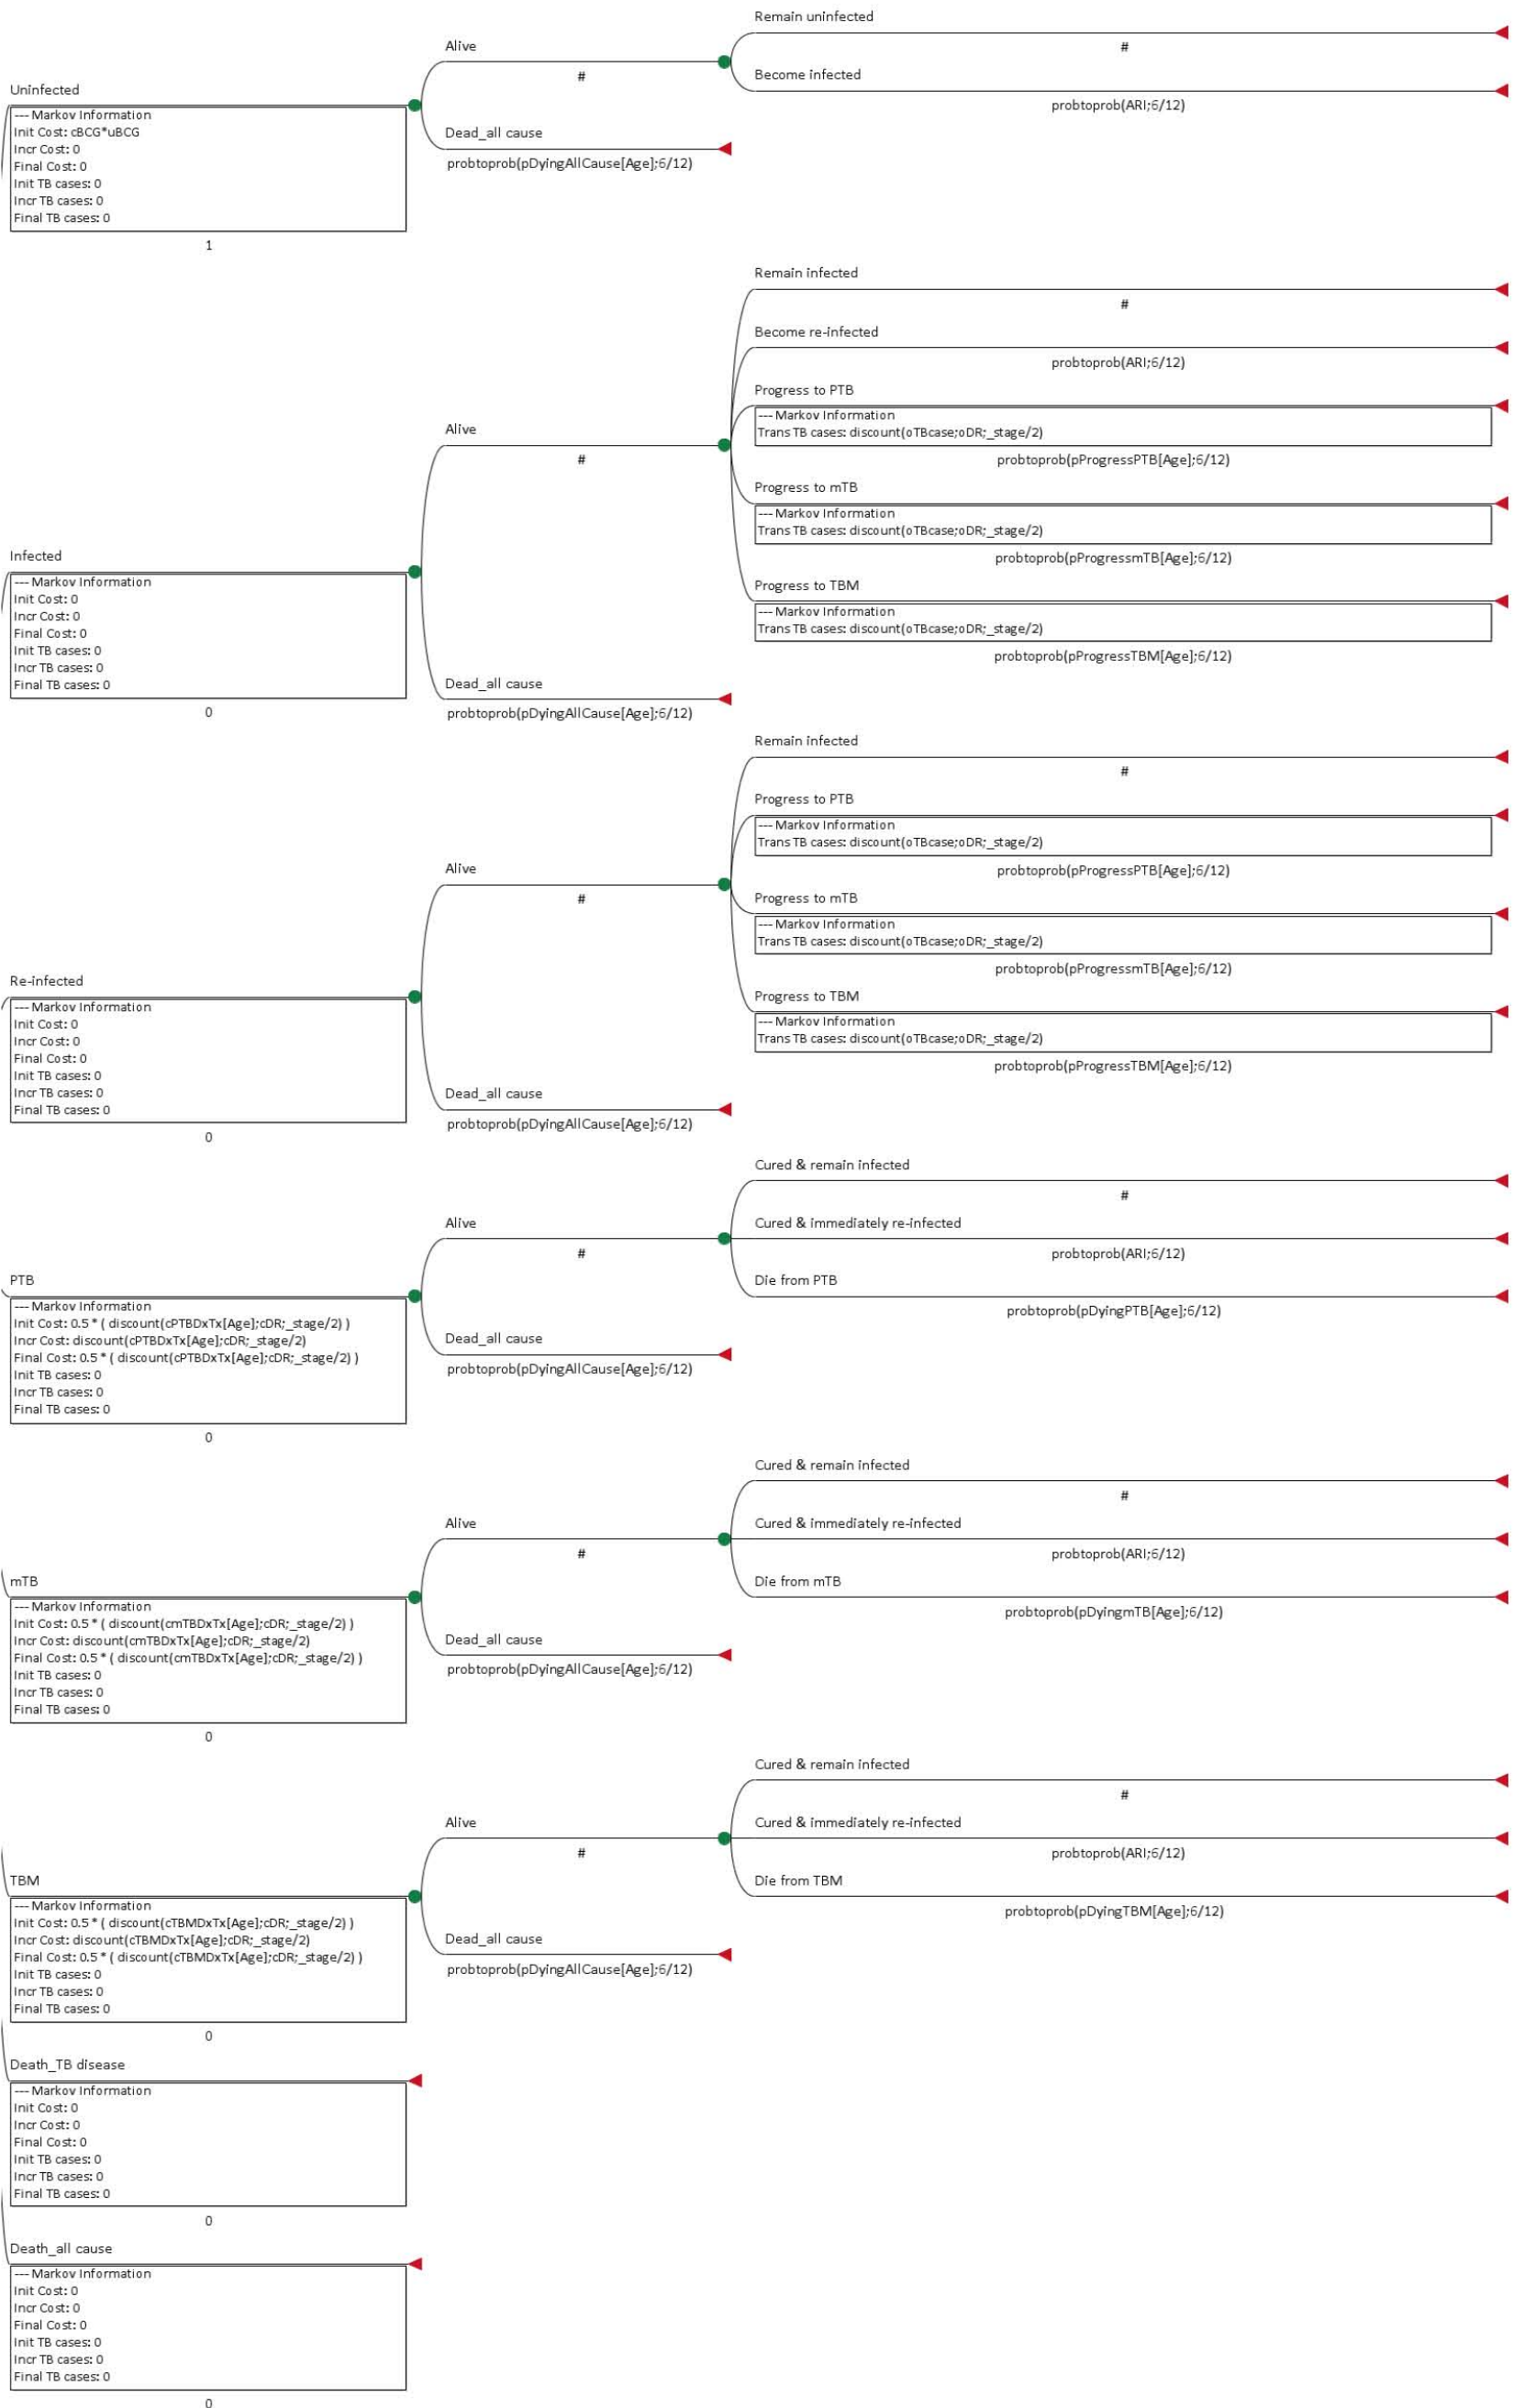 Remain uninfected
#
Become infected
probtoprob(ARI;6/12)
Alive
#
Dead_all cause
probtoprob(pDyingAllCause[Age];6/12)
Uninfected
--- Markov Information
Init Cost: cBCG*uBCG
Incr Cost: 0
Final Cost: 0
Init TB cases: 0
Incr TB cases: 0
Final TB cases: 0
1
Remain infected
#
Become re-infected
probtoprob(ARI;6/12)
Progress to PTB
--- Markov Information
Trans TB cases: discount(oTBcase;oDR;_stage/2)
probtoprob(pProgressPTB[Age];6/12)
Progress to mTB
--- Markov Information
Trans TB cases: discount(oTBcase;oDR;_stage/2)
probtoprob(pProgressmTB[Age];6/12)
Progress to TBM
--- Markov Information
Trans TB cases: discount(oTBcase;oDR;_stage/2)
probtoprob(pProgressTBM[Age];6/12)
Alive
#
Dead_all cause
probtoprob(pDyingAllCause[Age];6/12)
Infected
--- Markov Information
Init Cost: 0
Incr Cost: 0
Final Cost: 0
Init TB cases: 0
Incr TB cases: 0
Final TB cases: 0
0
Remain infected
#
Progress to PTB
--- Markov Information
Trans TB cases: discount(oTBcase;oDR;_stage/2)
probtoprob(pProgressPTB[Age];6/12)
Progress to mTB
--- Markov Information
Trans TB cases: discount(oTBcase;oDR;_stage/2)
probtoprob(pProgressmTB[Age];6/12)
Progress to TBM
--- Markov Information
Trans TB cases: discount(oTBcase;oDR;_stage/2)
probtoprob(pProgressTBM[Age];6/12)
Alive
#
Dead_all cause
probtoprob(pDyingAllCause[Age];6/12)
Re-infected
--- Markov Information
Init Cost: 0
Incr Cost: 0
Final Cost: 0
Init TB cases: 0
Incr TB cases: 0
Final TB cases: 0
0
Cured & remain infected
#
Cured & immediately re-infected
probtoprob(ARI;6/12)
Die from PTB
probtoprob(pDyingPTB[Age];6/12)
Alive
#
Dead_all cause
probtoprob(pDyingAllCause[Age];6/12)
PTB
--- Markov Information
Init Cost: 0.5 * ( discount(cPTBDxTx[Age];cDR;_stage/2) )
Incr Cost: discount(cPTBDxTx[Age];cDR;_stage/2)
Final Cost: 0.5 * ( discount(cPTBDxTx[Age];cDR;_stage/2) )
Init TB cases: 0
Incr TB cases: 0
Final TB cases: 0
0
Cured & remain infected
#
Cured & immediately re-infected
probtoprob(ARI;6/12)
Die from mTB
probtoprob(pDyingmTB[Age];6/12)
Alive
#
Dead_all cause
probtoprob(pDyingAllCause[Age];6/12)
mTB
--- Markov Information
Init Cost: 0.5 * ( discount(cmTBDxTx[Age];cDR;_stage/2) )
Incr Cost: discount(cmTBDxTx[Age];cDR;_stage/2)
Final Cost: 0.5 * ( discount(cmTBDxTx[Age];cDR;_stage/2) )
Init TB cases: 0
Incr TB cases: 0
Final TB cases: 0
0
Cured & remain infected
#
Cured & immediately re-infected
probtoprob(ARI;6/12)
Die from TBM
probtoprob(pDyingTBM[Age];6/12)
Alive
#
Dead_all cause
probtoprob(pDyingAllCause[Age];6/12)
TBM
--- Markov Information
Init Cost: 0.5 * ( discount(cTBMDxTx[Age];cDR;_stage/2) )
Incr Cost: discount(cTBMDxTx[Age];cDR;_stage/2)
Final Cost: 0.5 * ( discount(cTBMDxTx[Age];cDR;_stage/2) )
Init TB cases: 0
Incr TB cases: 0
Final TB cases: 0
0
Death_TB disease
--- Markov Information
Init Cost: 0
Incr Cost: 0
Final Cost: 0
Init TB cases: 0
Incr TB cases: 0
Final TB cases: 0
0
Death_all cause
--- Markov Information
Init Cost: 0
Incr Cost: 0
Final Cost: 0
Init TB cases: 0
Incr TB cases: 0
Final TB cases: 0
0